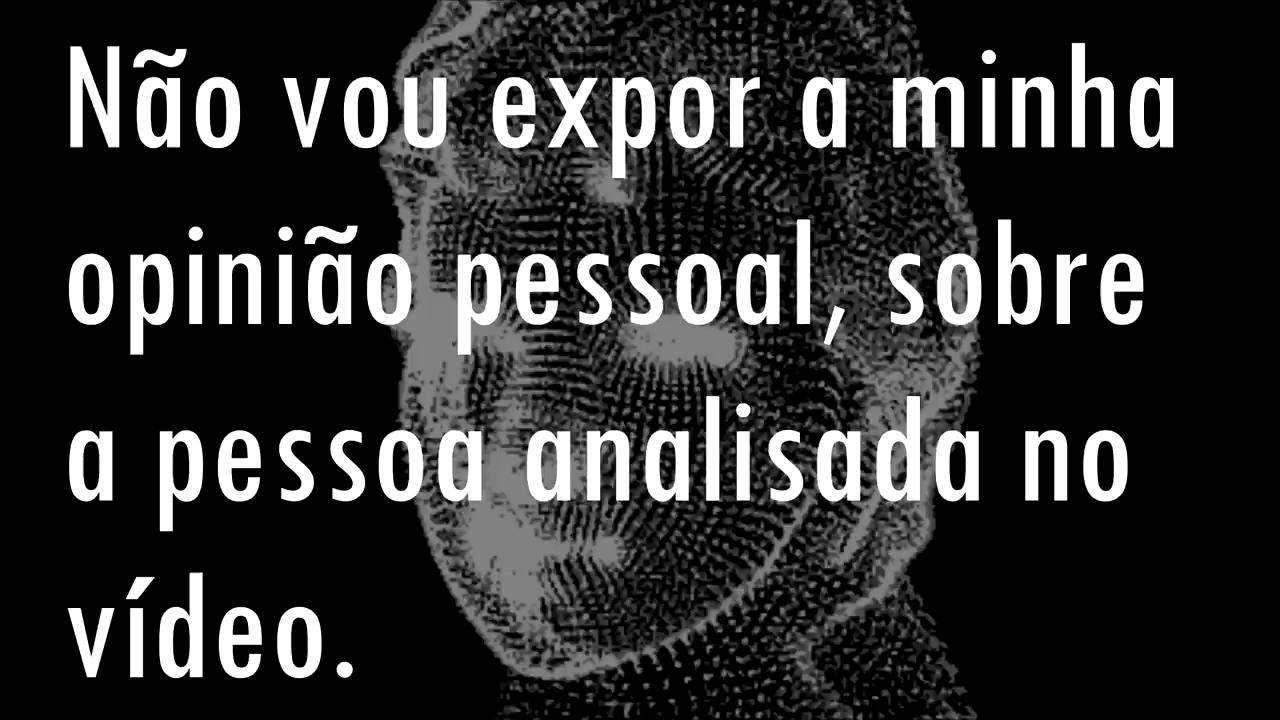 Não vou expor a minha
opinião pessoal, sobre
a pessoa analisada no
vídeo.